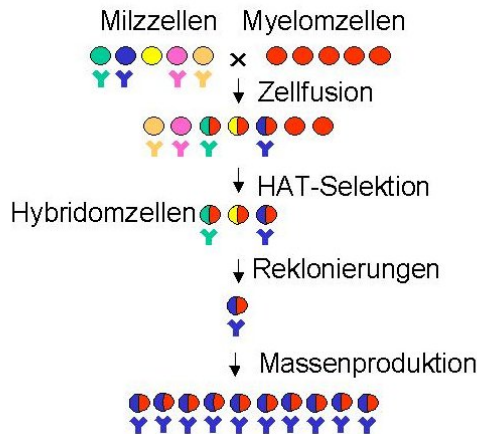 Milzzellen Myelomzellen
×
Zellfusion
HAT-Selektion
Hybridomzellen
Reklonierungen
Massenproduktion